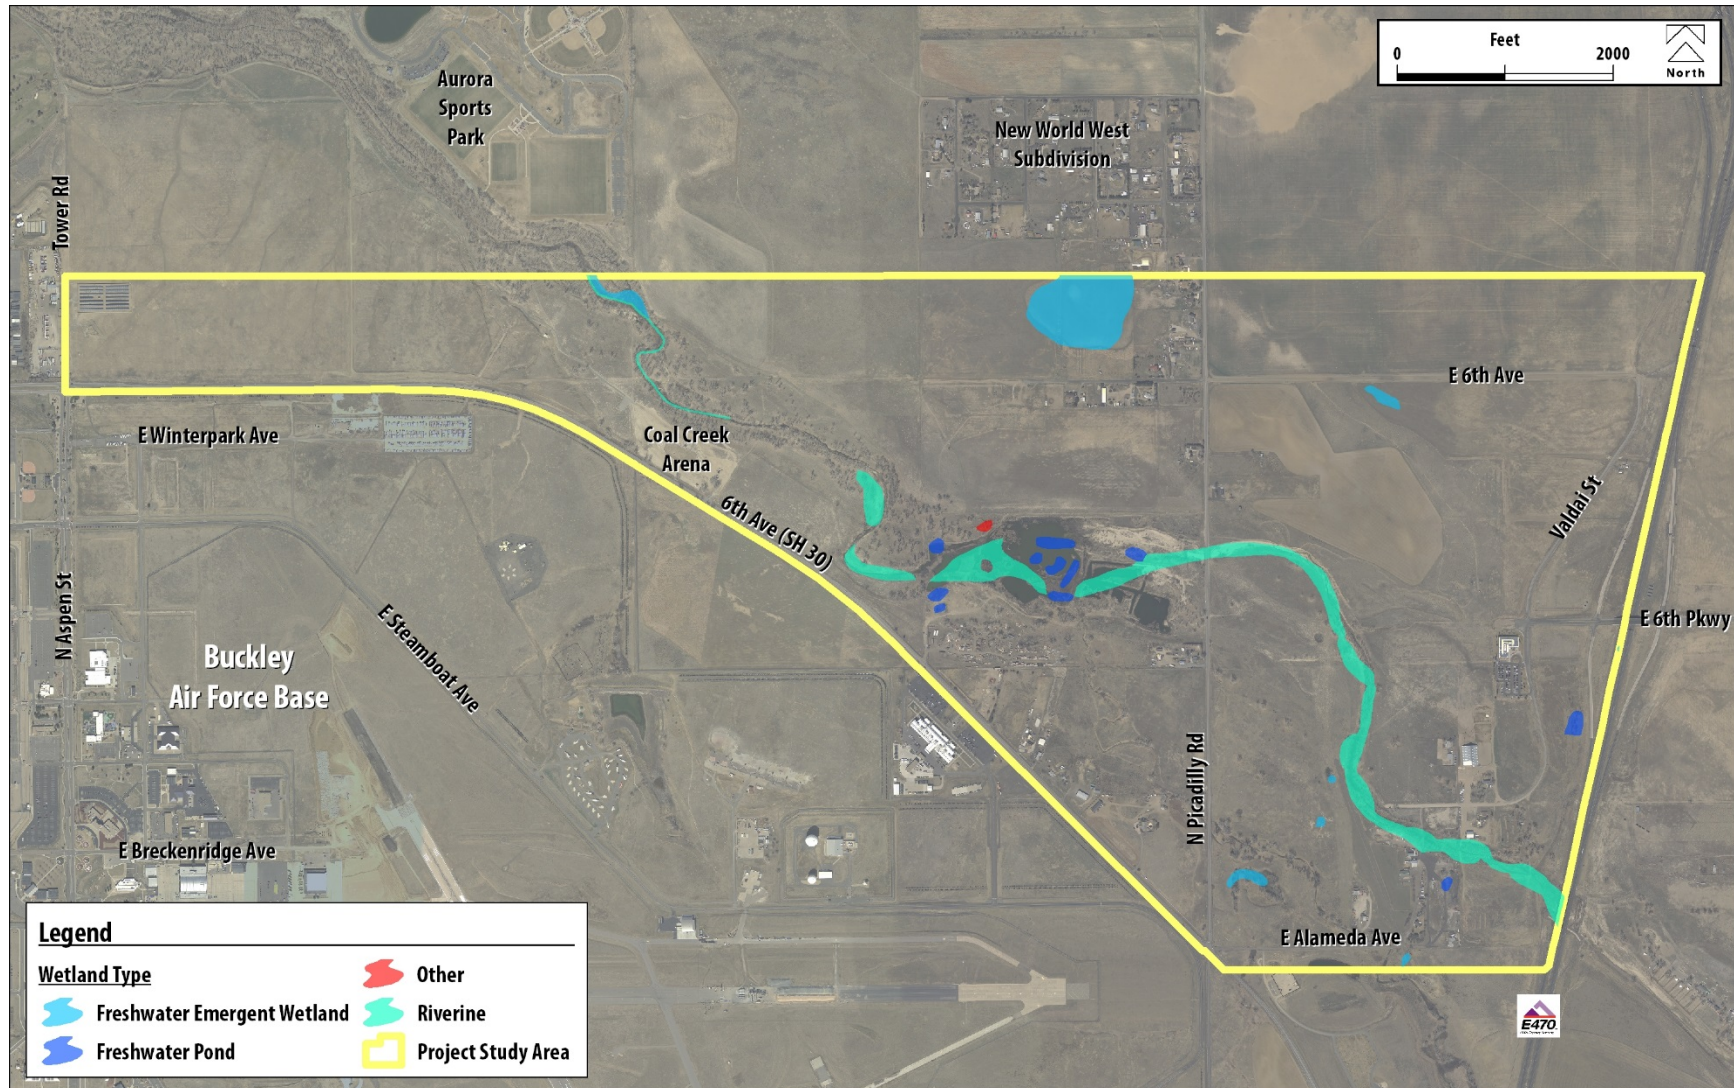 Feet
0 2000
North
Aurora
Sports
Park
New World West
Subdivision
Tower Rd
E 6th Ave
E Winterpark Ave
Coal Creek
Arena
6th Ave (SH 30)
Valdai St
N Aspen St
E Steamboat Ave
E 6th Pkwy
Buckley
Air Force Base
N Picadilly Rd
E Breckenridge Ave
E Alameda Ave
E470
Legend
Wetland Type
Freshwater Emergent Wetland
Freshwater Pond
Other
Riverine
Project Study Area